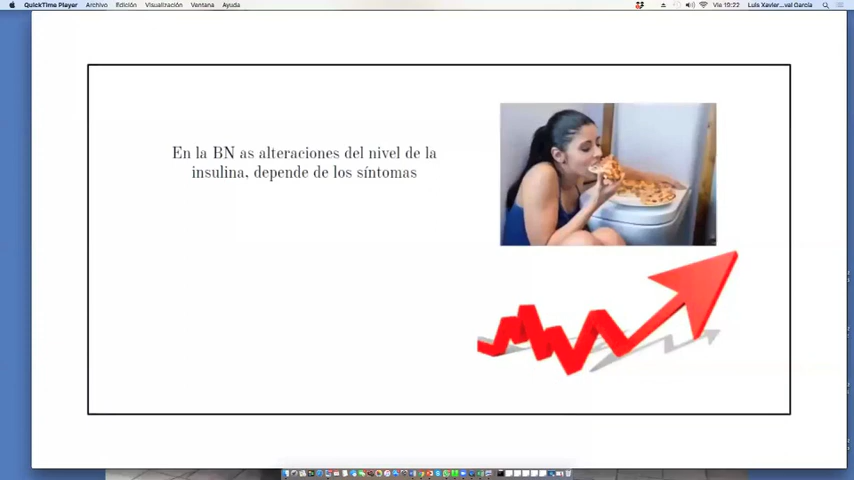 QuickTime Player Archivo Edición Visualización Ventana Ayuda Vie 19:22 Luis Xavier...val García
En la BN as alteraciones del nivel de la
insulina, depende de los síntomas